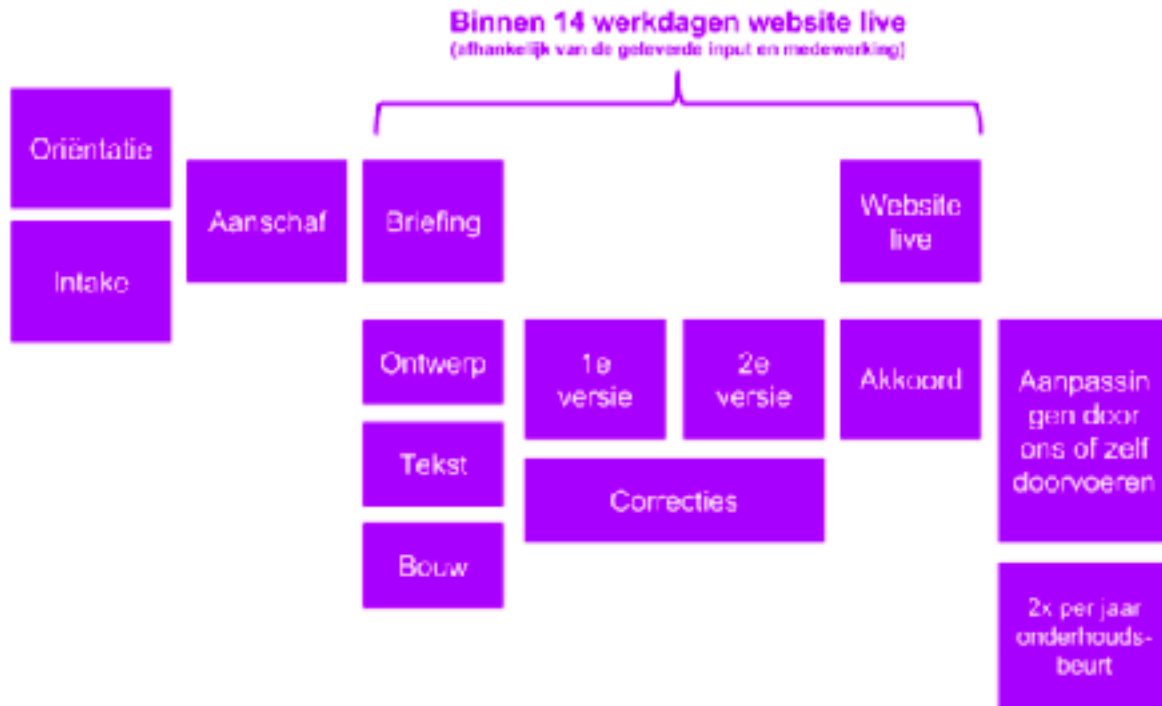 Binnen 14 werkdagen website live
(afhankelijk van de geleverde input en medewerking)
Oriëntatie
Intake
Aanschaf
Briefing
Website
live
Ontwerp
Tekst
Bouw
1e
versie
2e
versie
Correcties
Akkoord
Aanpassin
gen door
ons of zelf
doorvoeren
2x per jaar
onderhouds-
beurt